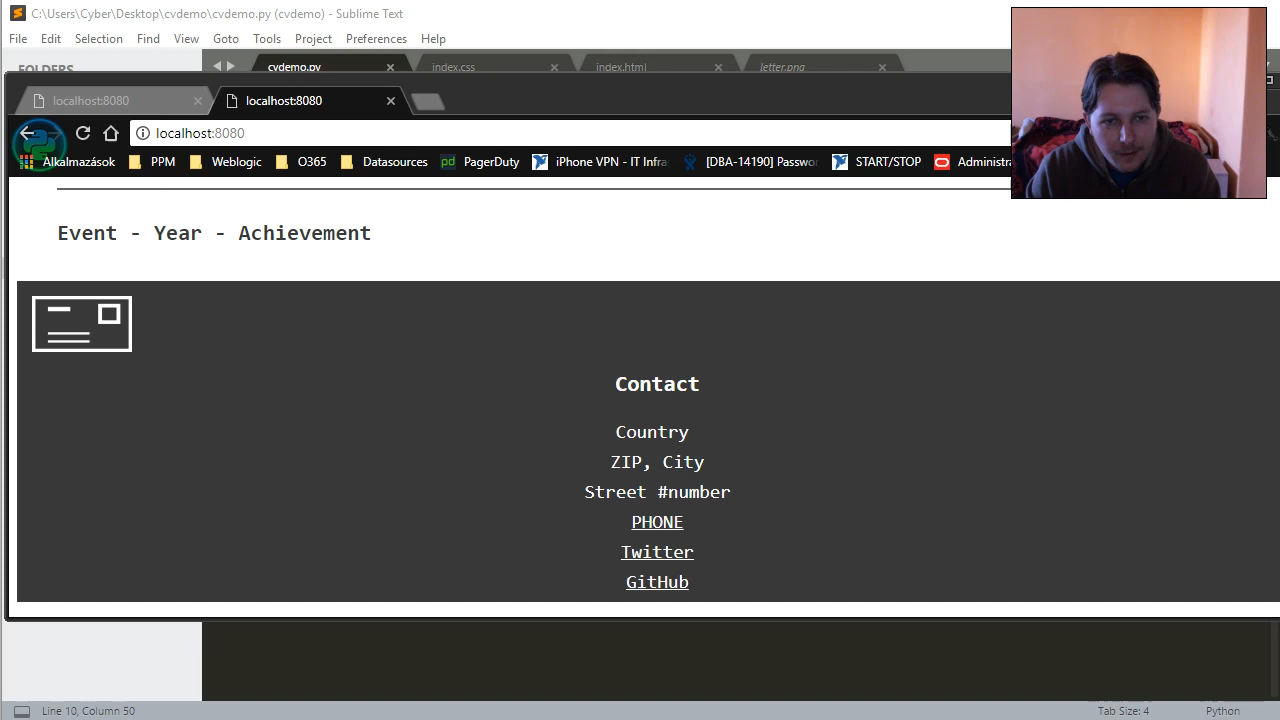 C:\Users\Cyber\Desktop\cvdemo\cvdemo.py (cvdemo) - Sublime Text
File Edit Selection Find View Goto Tools Project Preferences Help
FOLDERS
cvdemo.py index.css index.html letter.png
localhost:8080 localhost:8080
localhost:8080
Alkalmazások PPM Weblogic O365 Datasources PagerDuty iPhone VPN - IT Infra [DBA-14190] Passwor START/STOP Administra
Event - Year - Achievement
Contact
Country
ZIP, City
Street #number
PHONE
Twitter
GitHub
Line 10, Column 50 Tab Size: 4 Python